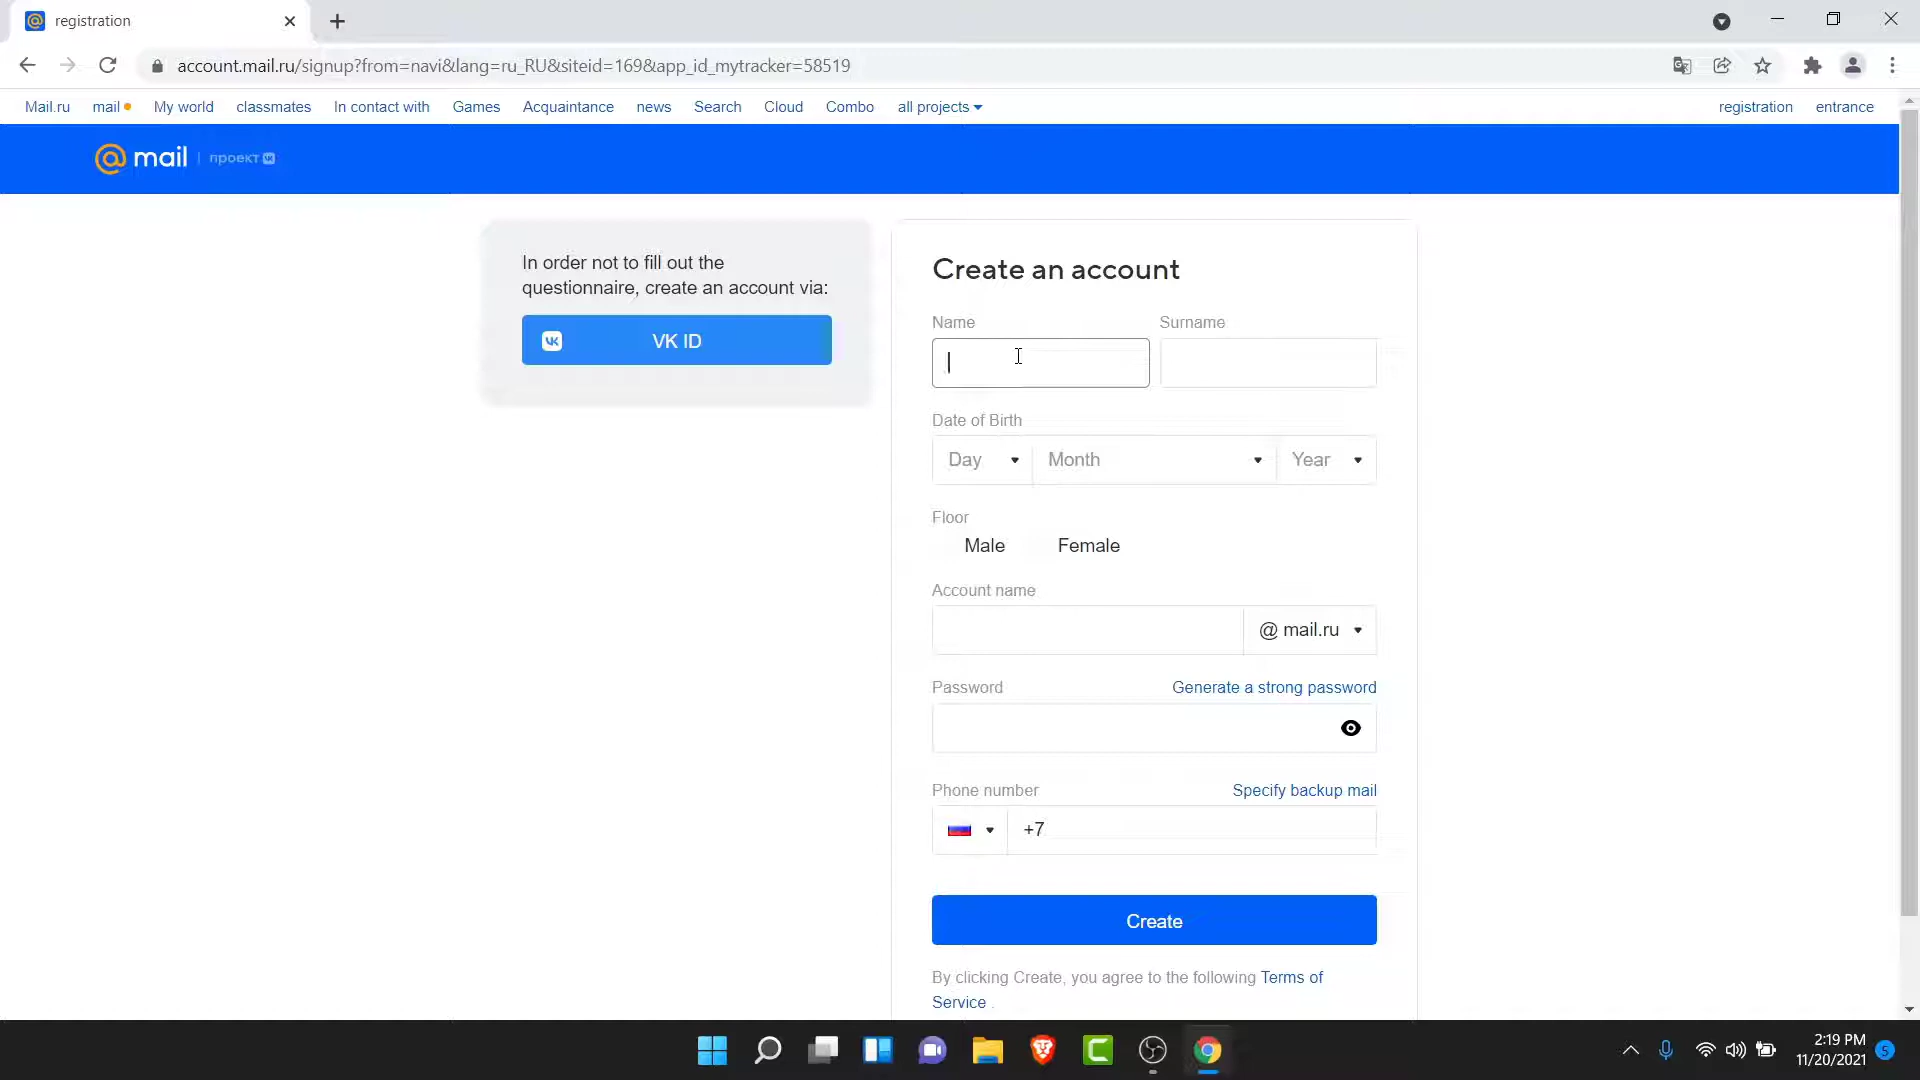 registration
account.mail.ru/signup?from=navi&lang=ru_RU&siteid=169&app_id_mytracker=58519
Mail.ru mail My world classmates In contact with Games Acquaintance news Search Cloud Combo all projects registration entrance
@mail | проект
In order not to fill out the
questionnaire, create an account via:
VK ID
Create an account
Name Surname
Date of Birth
Day Month Year
Floor
Male Female
Account name
@ mail.ru
Password Generate a strong password
Phone number Specify backup mail
+7
Create
By clicking Create, you agree to the following Terms of
Service .
2:19 PM
11/20/2021 5